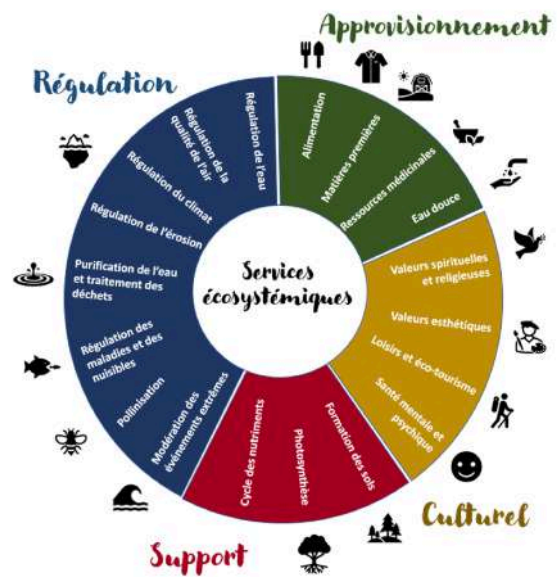 Approvisionnement
Régulation
Régulation de l'eau
Régulation de la
qualité de l'air
Régulation du climat
Régulation de l'érosion
Purification de l'eau
et traitement des
déchets
Régulation des
maladies et des
nuisibles
Pollinisation
Modération des
événements extrêmes
Alimentation
Matières premières
Ressources médicinales
Eau douce
Services
écosystémiques
Valeurs spirituelles
et religieuses
Valeurs esthétiques
Loisirs et éco-tourisme
Santé mentale et
psychique
Cycle des nutriments
Photosynthèse
Formation des sols
Culturel
Support